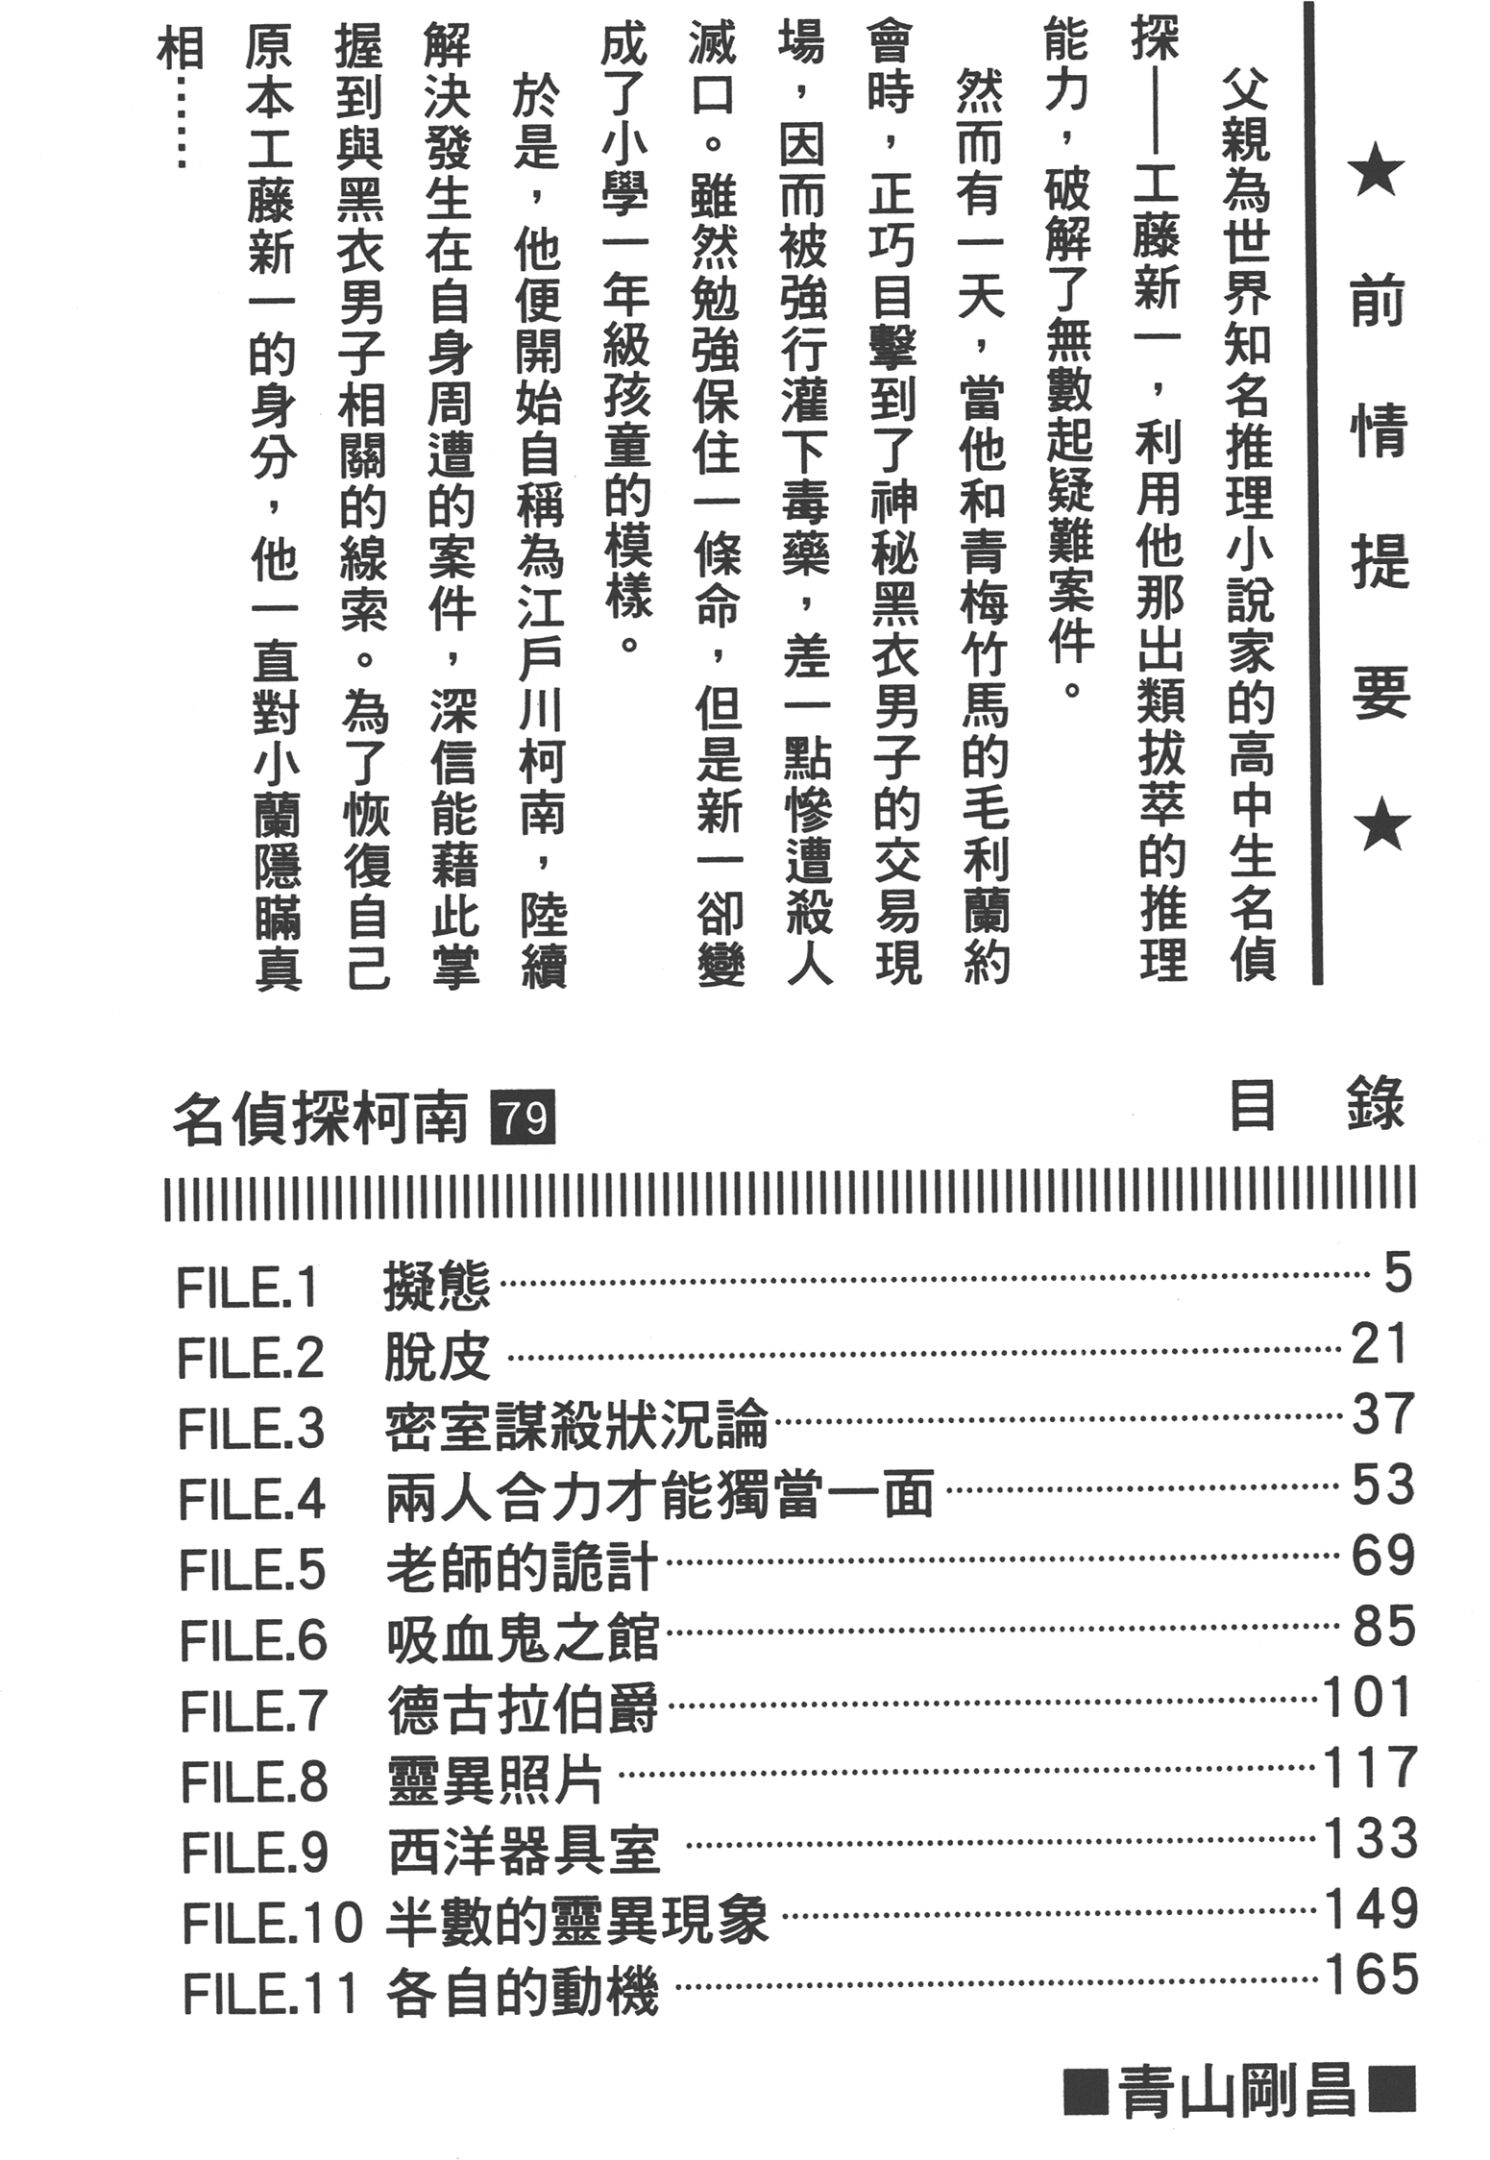 ★前情提要★
父親為世界知名推理小說家的高中生名偵
探——工藤新一，利用他那出類拔萃的推理
能力，破解了無數起疑難案件。
然而有一天，當他和青梅竹馬的毛利蘭約
會時，正巧目擊到了神秘黑衣男子的交易現
場，因而被強行灌下毒藥，差一點慘遭殺人
滅口。雖然勉強保住一條命，但是新一卻變
成了小學一年級孩童的模樣。
於是，他便開始自稱為江戶川柯南，陸續
解決發生在自身周遭的案件，深信能藉此掌
握到與黑衣男子相關的線索。為了恢復自己
原本工藤新一的身分，他一直對小蘭隱瞞真
相……
名偵探柯南 79 目 錄
FILE.1 擬態 5
FILE.2 脫皮 21
FILE.3 密室謀殺狀況論 37
FILE.4 兩人合力才能獨當一面 53
FILE.5 老師的詭計 69
FILE.6 吸血鬼之館 85
FILE.7 德古拉伯爵 101
FILE.8 靈異照片 117
FILE.9 西洋器具室 133
FILE.10 半數的靈異現象 149
FILE.11 各自的動機 165
■青山剛昌■